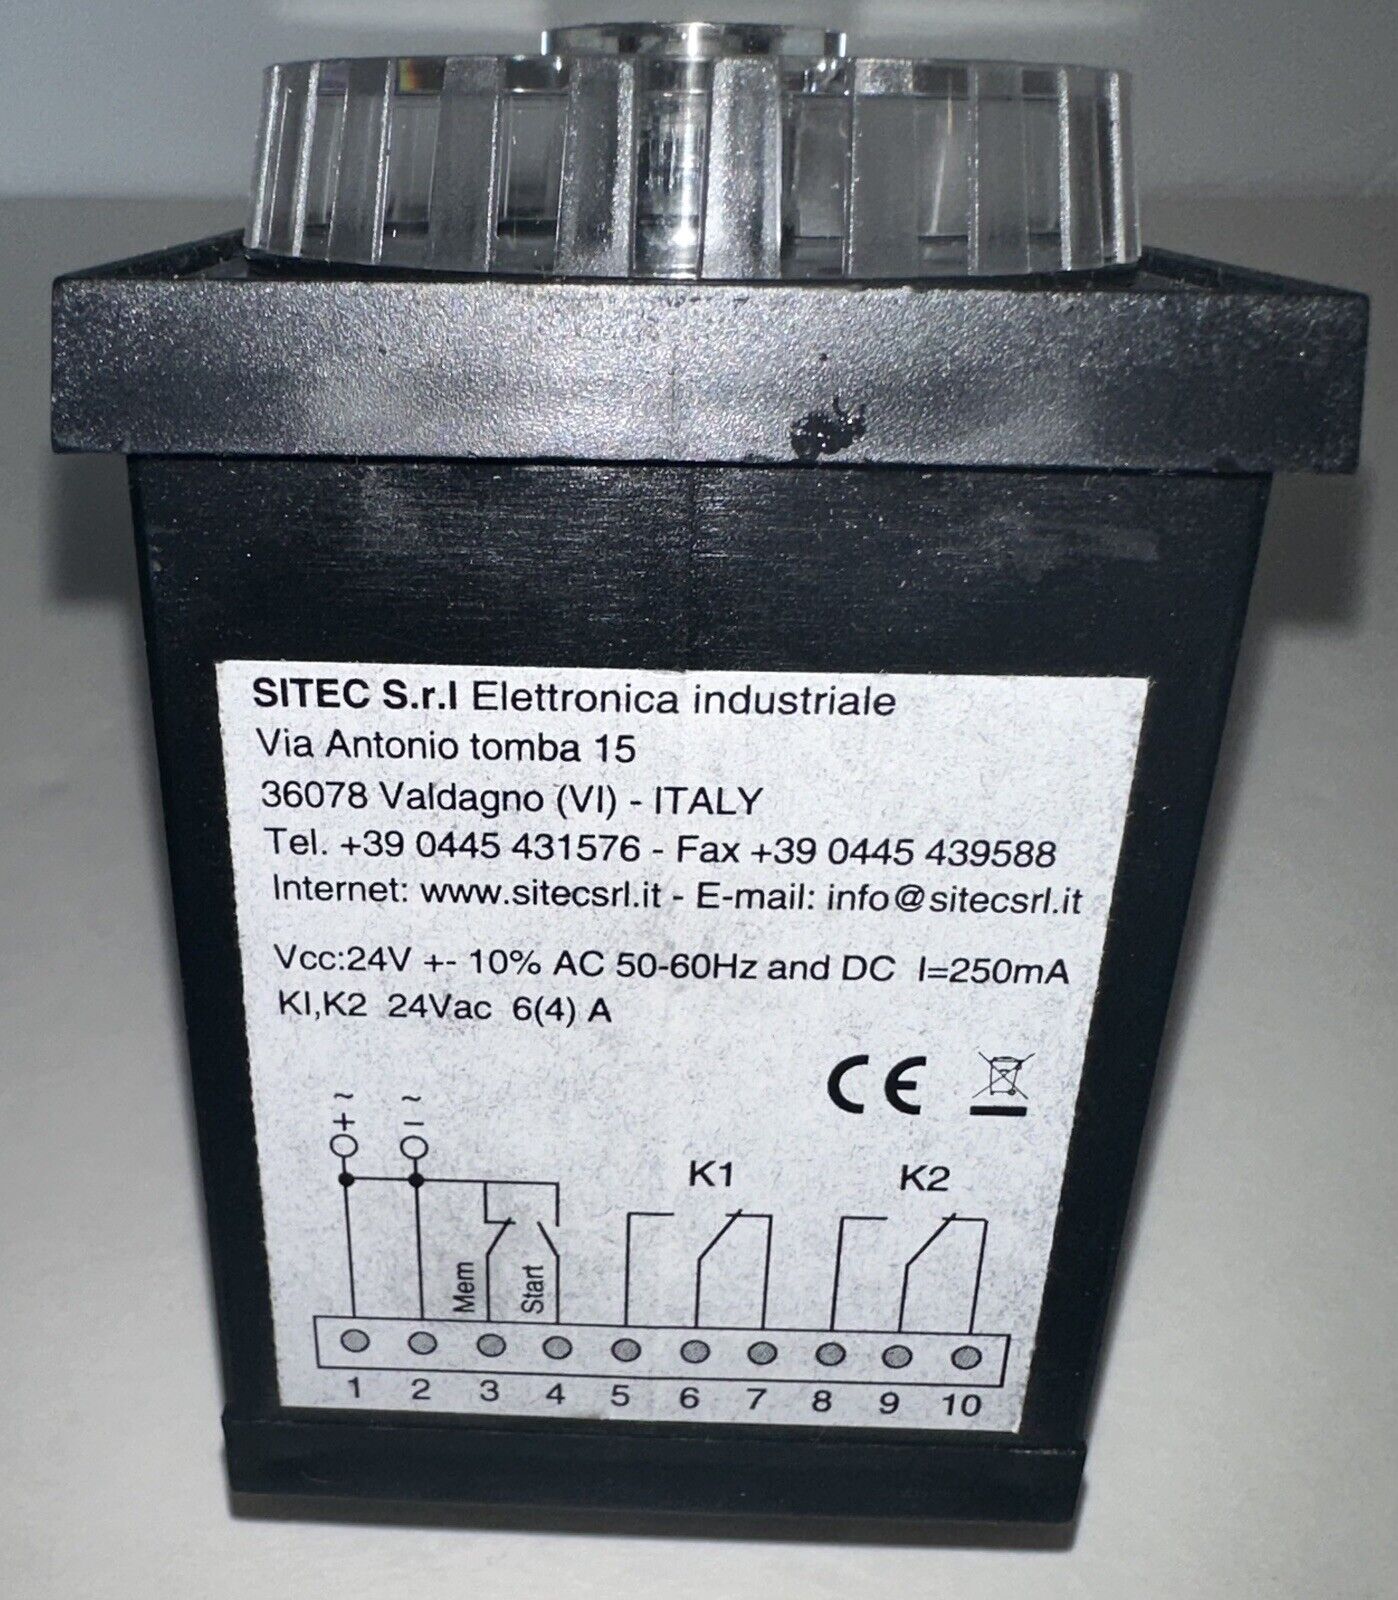 SITEC S.r.l Elettronica industriale
Via Antonio tomba 15
36078 Valdagno (VI) - ITALY
Tel. +39 0445 431576 - Fax +39 0445 439588
Internet: www.sitecsrl.it - E-mail: info@sitecsrl.it
Vcc:24V +- 10% AC 50-60Hz and DC I=250mA
KI,K2 24Vac 6(4) A
CE
+ ~
- ~
K1
K2
Mem
Start
1 2 3 4 5 6 7 8 9 10